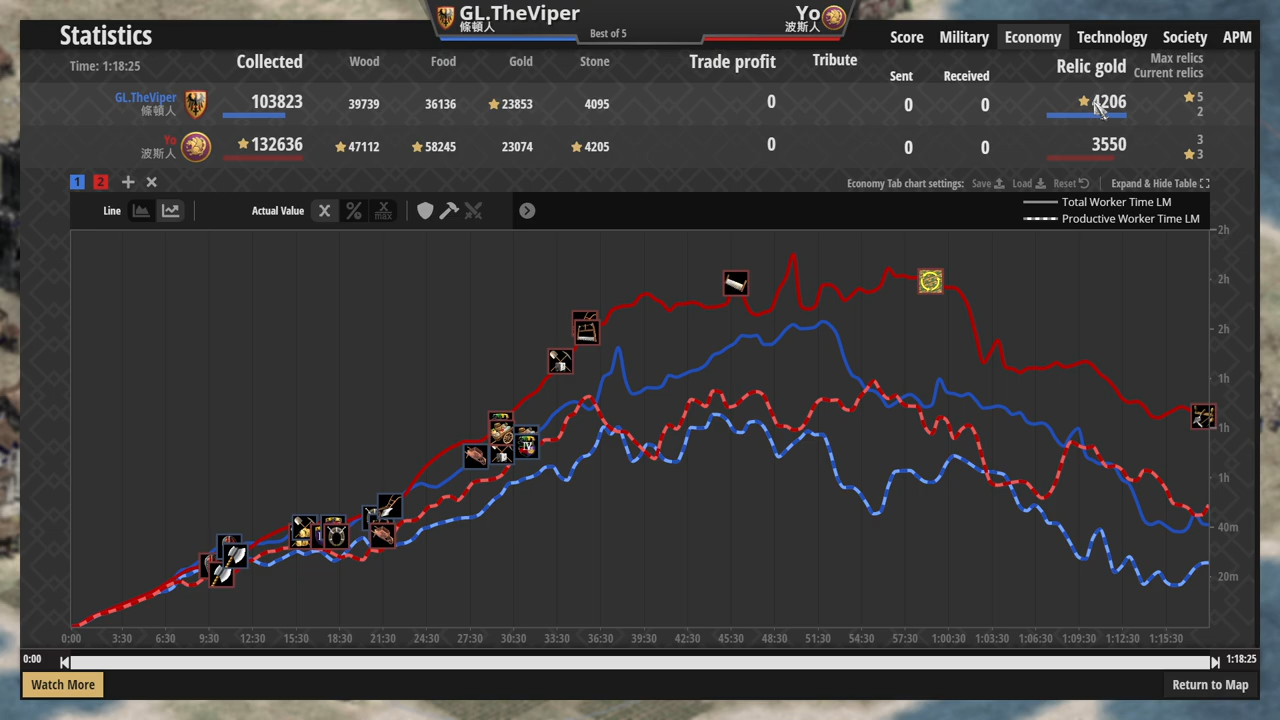 GL.TheViper
條頓人
Best of 5
Yo
波斯人
Statistics
Score Military Economy Technology Society APM
Time: 1:18:25
Collected Wood Food Gold Stone Trade profit Tribute Sent Received Relic gold Max relics
Current relics
GL.TheViper 103823 39739 36136 23853 4095 0 0 0 4206 5
條頓人 2
Yo 132636 47112 58245 23074 4205 0 0 0 3550 3
波斯人 3
1 2 Economy Tab chart settings: Save Load Reset Expand & Hide Table
Line Actual Value X % X max
Total Worker Time LM
Productive Worker Time LM
2h
2h
2h
1h
1h
1h
40m
20m
IV
0:00 3:30 6:30 9:30 12:30 15:30 18:30 21:30 24:30 27:30 30:30 33:30 36:30 39:30 42:30 45:30 48:30 51:30 54:30 57:30 1:00:30 1:03:30 1:06:30 1:09:30 1:12:30 1:15:30
0:00 1:18:25
Watch More Return to Map